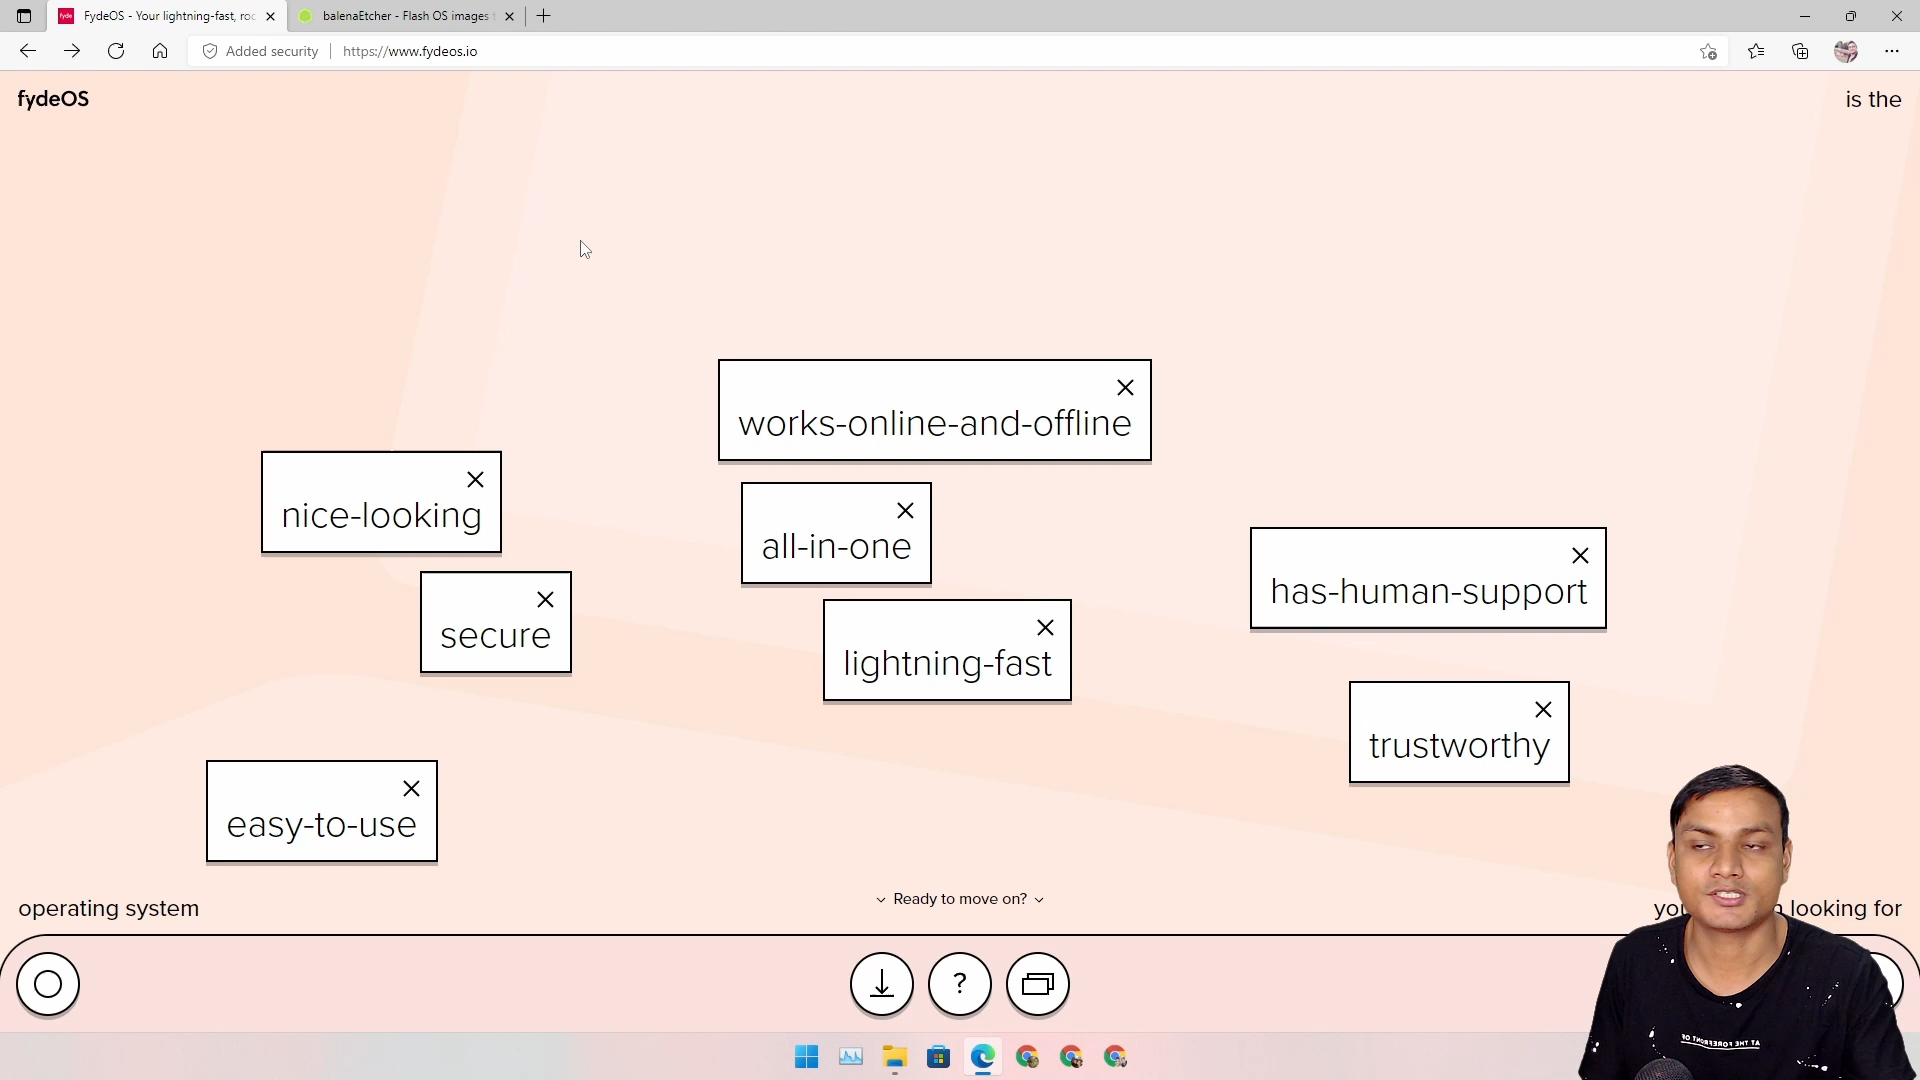 FydeOS - Your lightning-fast, roc
balenaEtcher - Flash OS images t
Added security
https://www.fydeos.io
fydeOS
is the
works-online-and-offline
nice-looking
all-in-one
has-human-support
secure
lightning-fast
trustworthy
easy-to-use
Ready to move on?
operating system
looking for
?